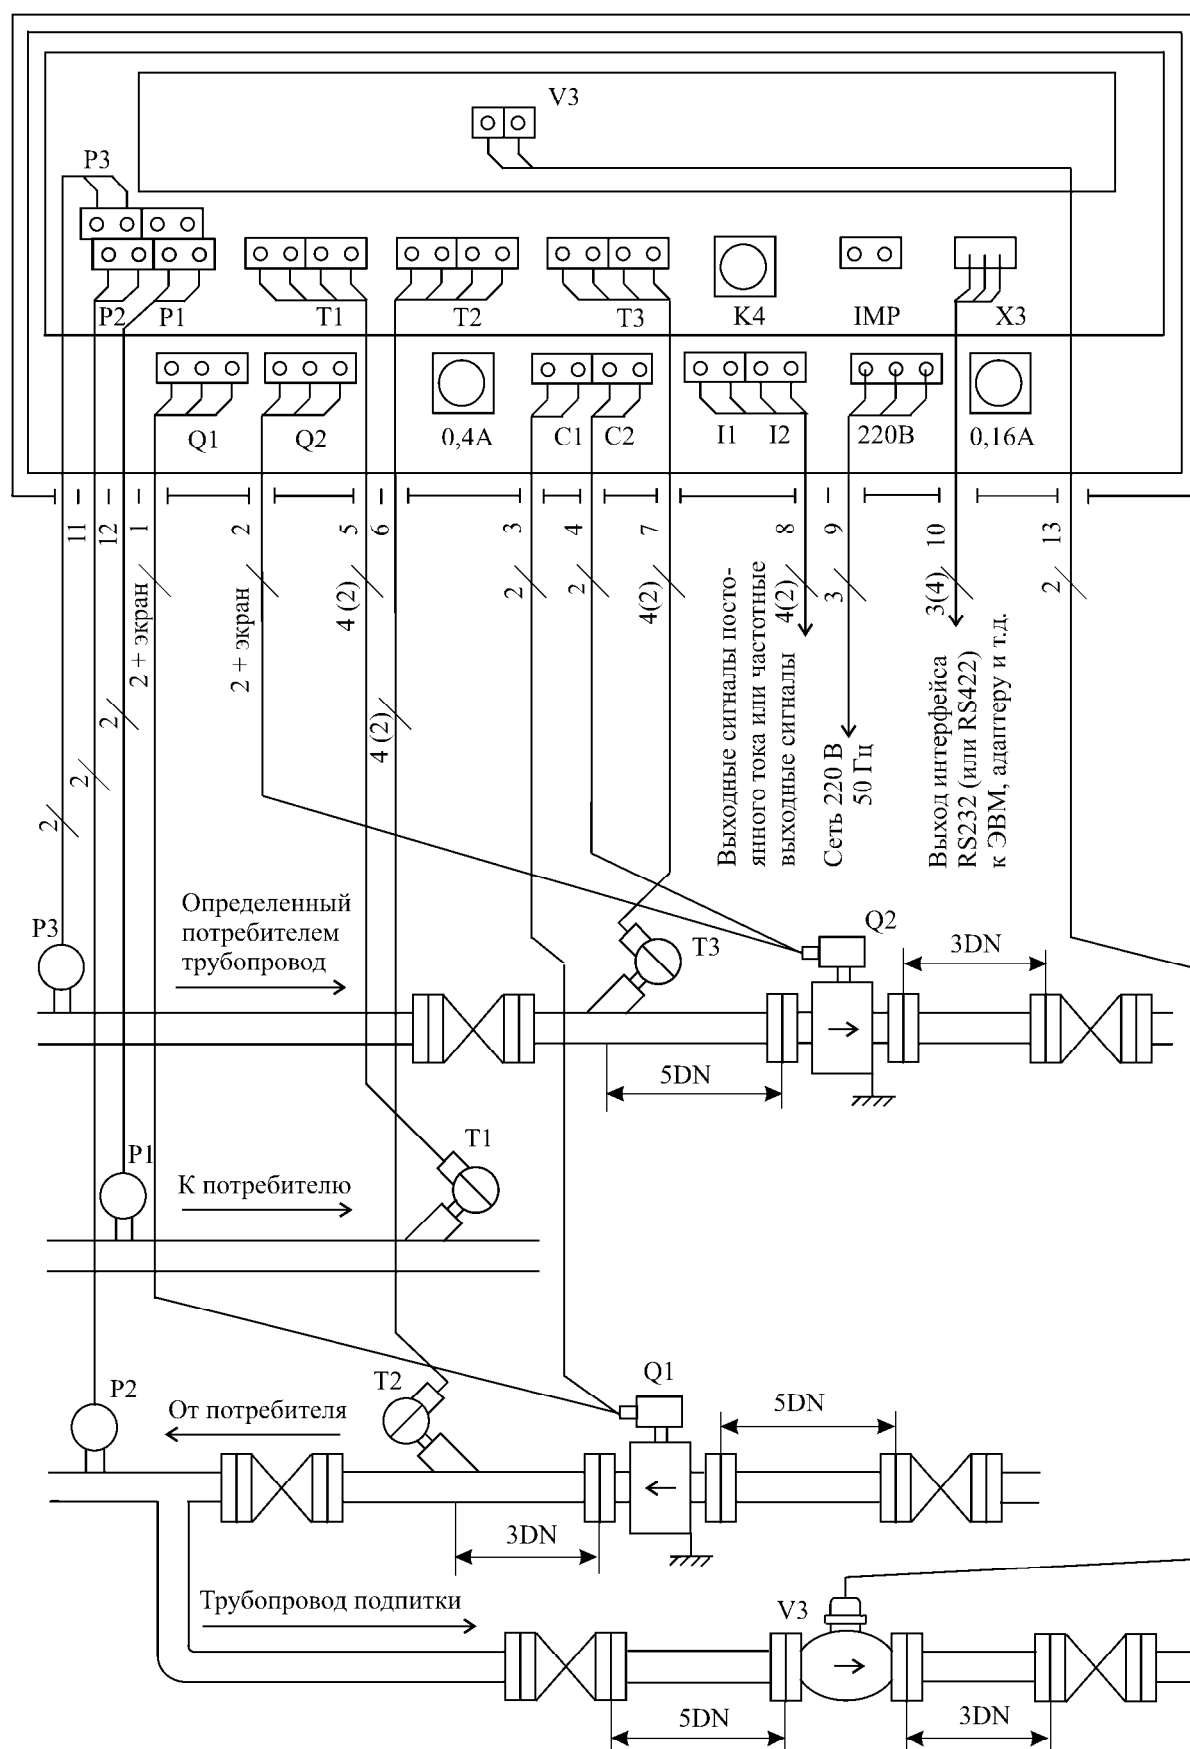 V3
P3
P2
P1
T1
T2
T3
K4
IMP
X3
Q1
Q2
0,4A
C1
C2
I1
I2
220B
0,16A
11
12
1
2
5
6
3
4
7
8
9
10
13
2
2
2
2 + экран
2 + экран
4 (2)
4 (2)
2
2
4(2)
4(2)
3
3(4)
2
Выходные сигналы посто-
янного тока или частотные
выходные сигналы
Сеть 220 В
50 Гц
Выход интерфейса
RS232 (или RS422)
к ЭВМ, адаптеру и т.д.
P3
Определенный
потребителем
трубопровод
T3
Q2
3DN
5DN
P1
К потребителю
T1
P2
От потребителя
T2
Q1
5DN
3DN
Трубопровод подпитки
V3
5DN
3DN